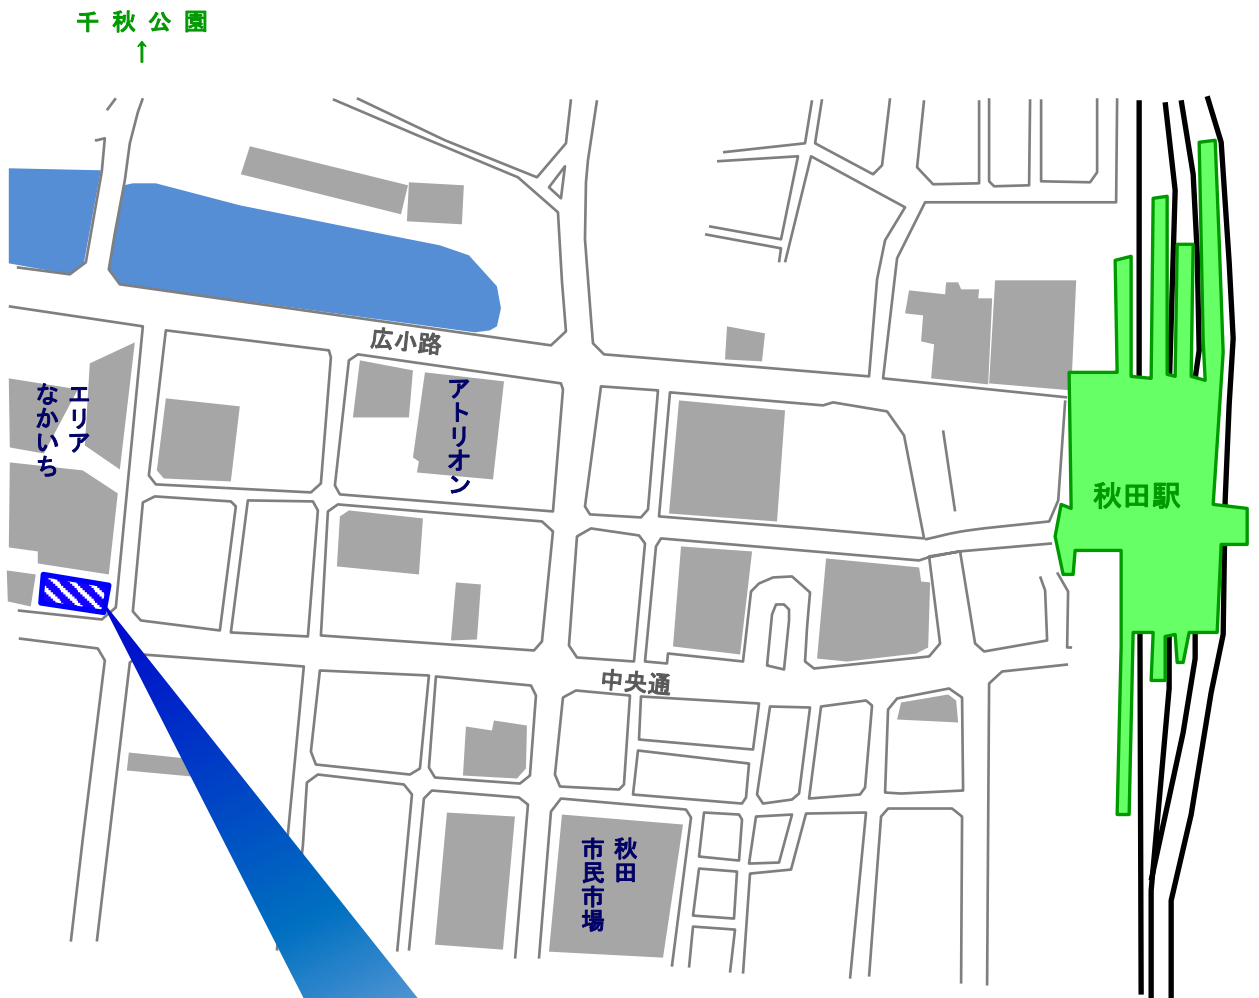 千秋公園
↑
広小路
エリア
なかいち
アトリオン
秋田駅
中央通
秋田
市民市場